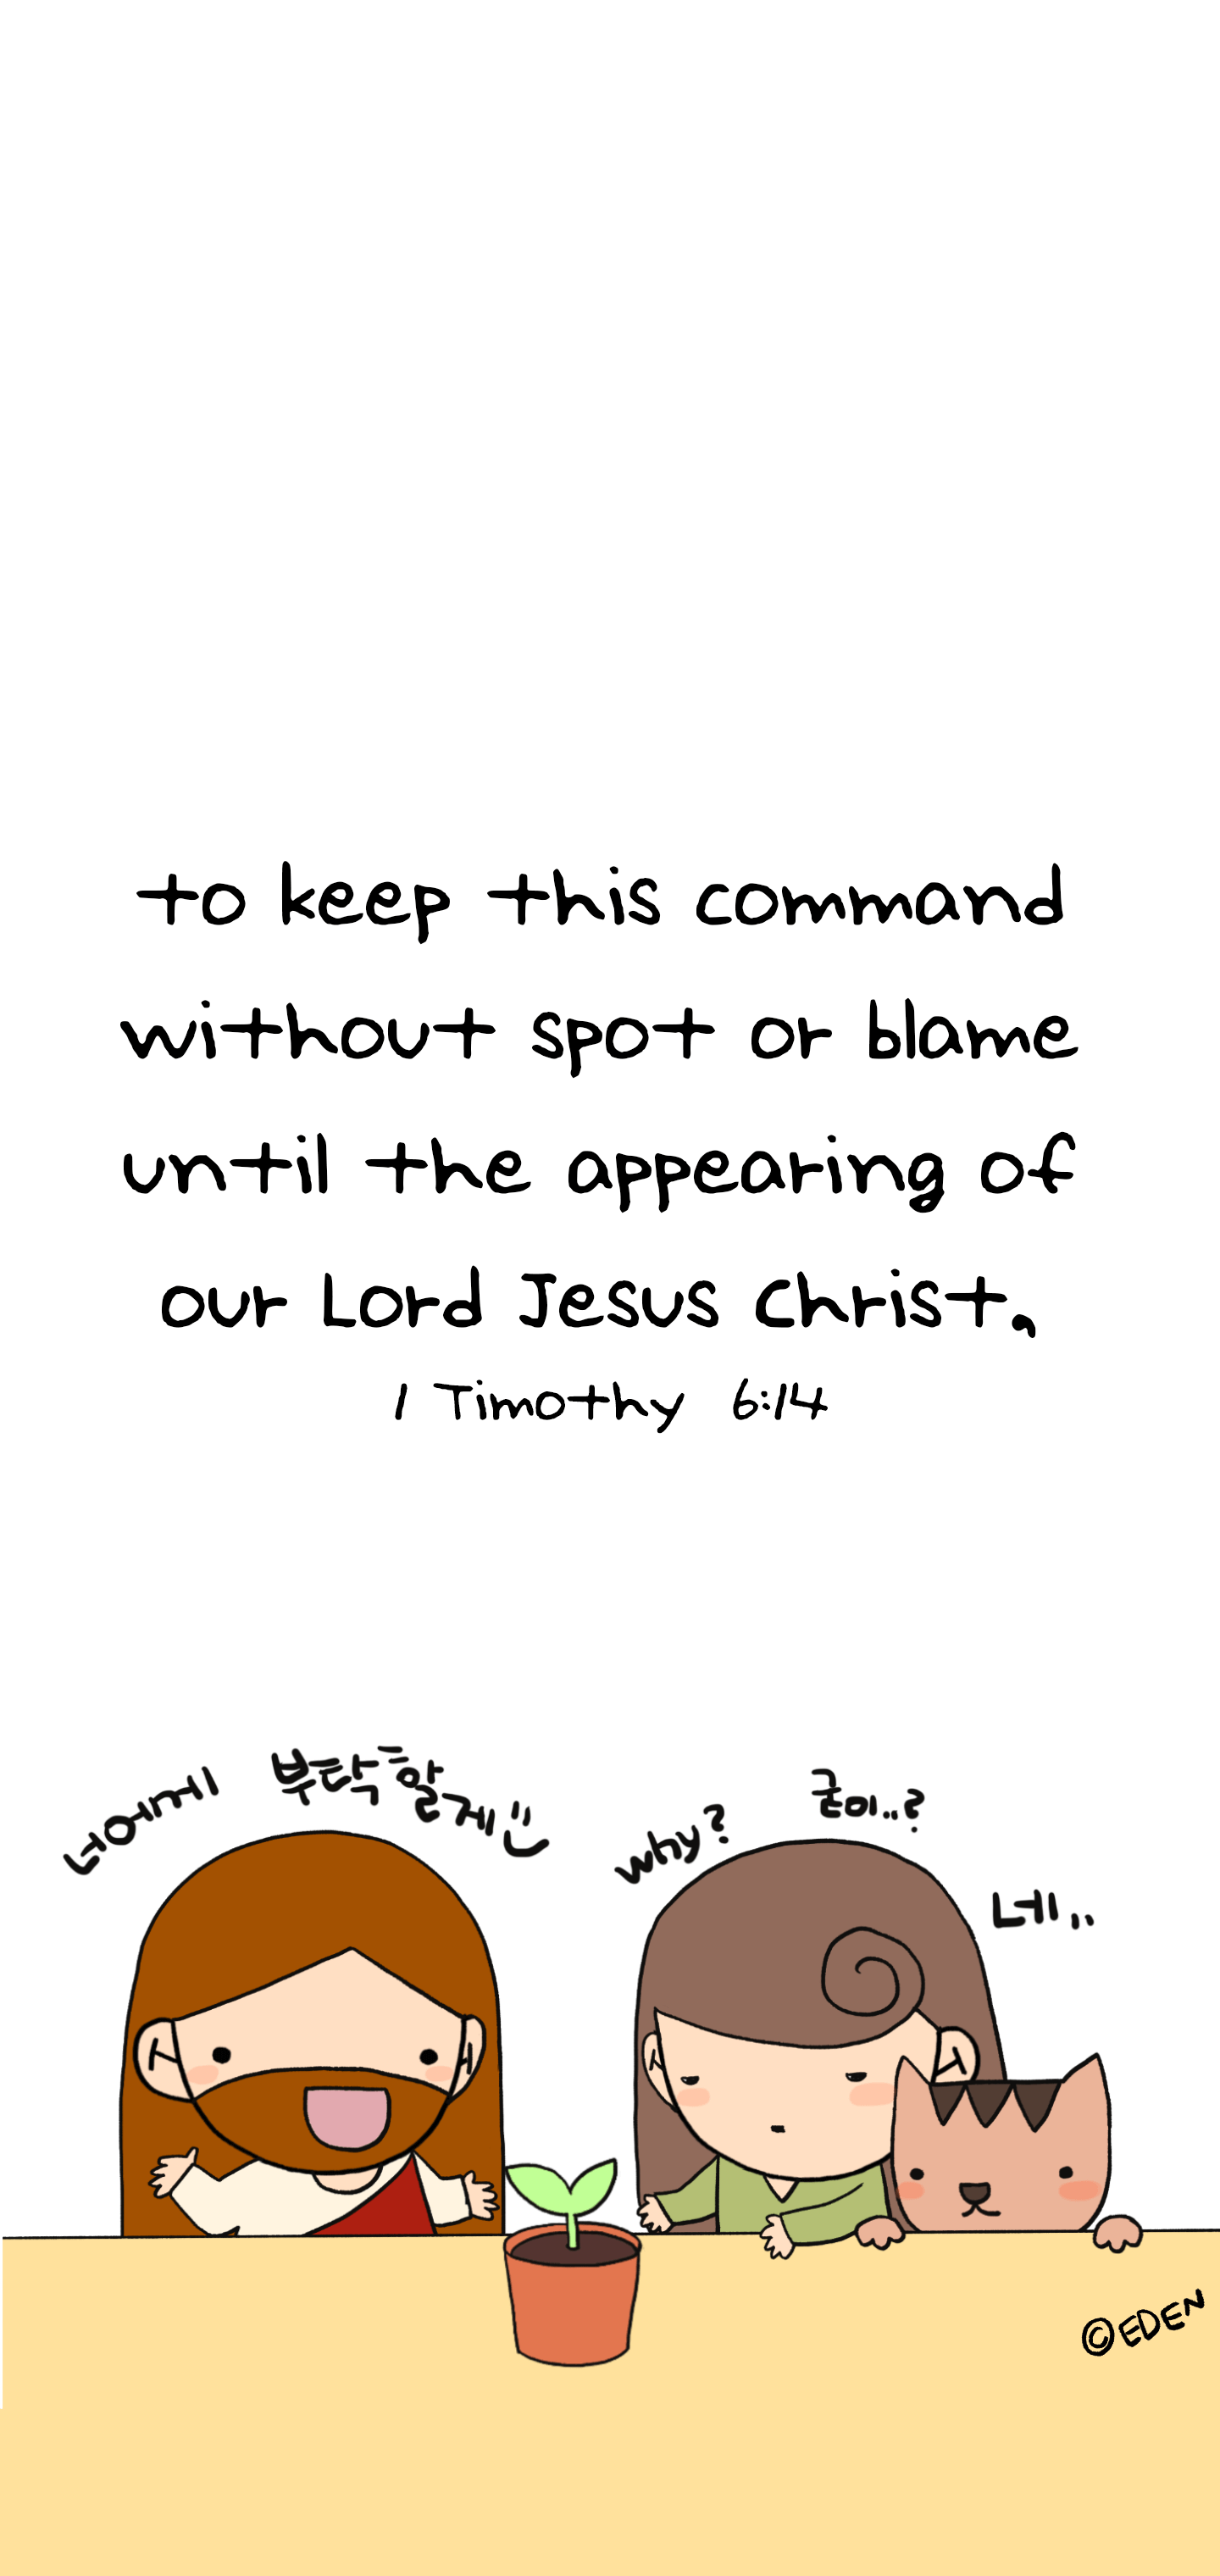 to keep this command
without spot or blame
until the appearing of
our Lord Jesus Christ,
1 Timothy 6:14
너에게 부탁할게
why? 굳이..?
네..
©EDEN